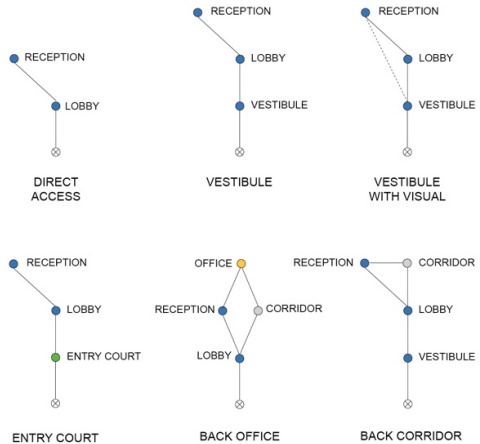 RECEPTION
LOBBY
DIRECT
ACCESS
RECEPTION
LOBBY
VESTIBULE
VESTIBULE
RECEPTION
LOBBY
VESTIBULE
VESTIBULE
WITH VISUAL
RECEPTION
LOBBY
ENTRY COURT
ENTRY COURT
OFFICE
RECEPTION
CORRIDOR
LOBBY
BACK OFFICE
RECEPTION
CORRIDOR
LOBBY
VESTIBULE
BACK CORRIDOR